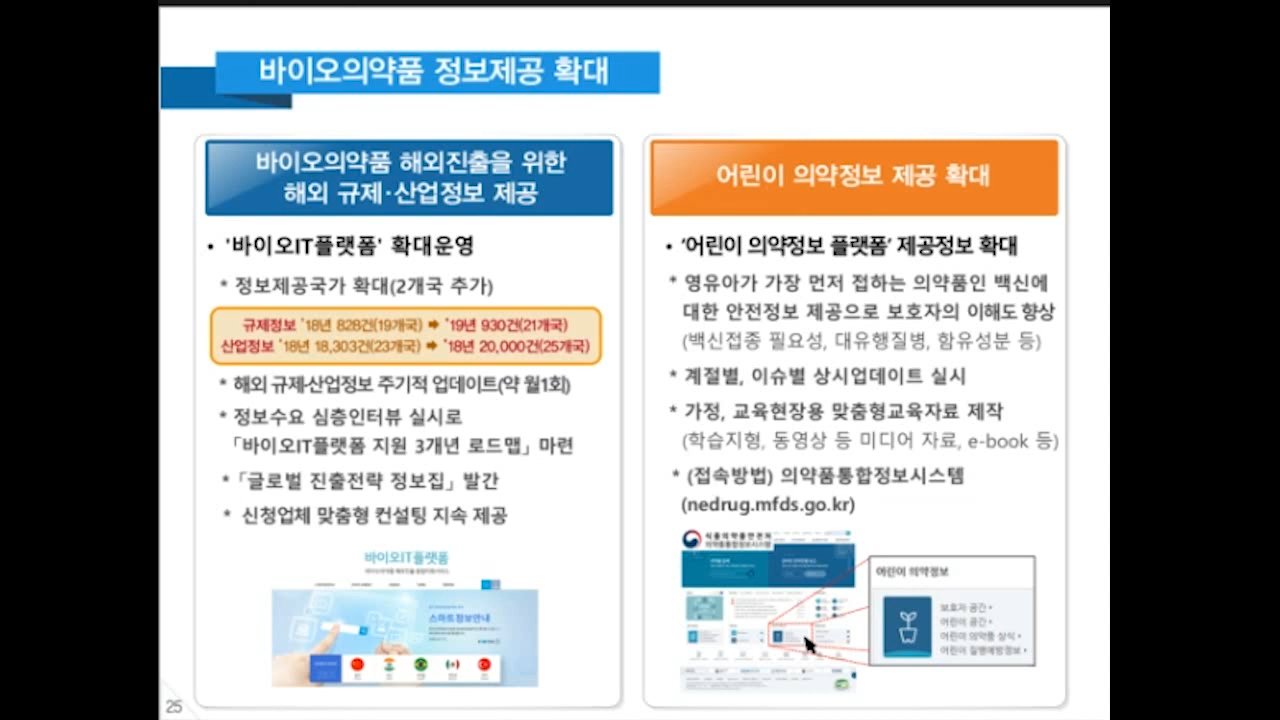 바이오의약품 정보제공 확대
바이오의약품 해외진출을 위한
해외 규제·산업정보 제공
• '바이오IT플랫폼' 확대운영
* 정보제공국가 확대(2개국 추가)
규제정보 '18년 828건(19개국) ➡ '19년 930건(21개국)
산업정보 '18년 18,303건(23개국) ➡ '18년 20,000건(25개국)
* 해외 규제·산업정보 주기적 업데이트(약 월1회)
* 정보수요 심층인터뷰 실시로
「바이오IT플랫폼 지원 3개년 로드맵」 마련
*「글로벌 진출전략 정보집」 발간
* 신청업체 맞춤형 컨설팅 지속 제공
바이오IT플랫폼
스마트정보안내
어린이 의약정보 제공 확대
• '어린이 의약정보 플랫폼' 제공정보 확대
* 영유아가 가장 먼저 접하는 의약품인 백신에
대한 안전정보 제공으로 보호자의 이해도 향상
(백신접종 필요성, 대유행질병, 함유성분 등)
* 계절별, 이슈별 상시업데이트 실시
* 가정, 교육현장용 맞춤형교육자료 제작
(학습지형, 동영상 등 미디어 자료, e-book 등)
* (접속방법) 의약품통합정보시스템
(nedrug.mfds.go.kr)
식품의약품안전처
의약품통합정보시스템
어린이 의약정보
보호자 공간
어린이 공간
어린이 의약품 상식
어린이 질병예방정보
25